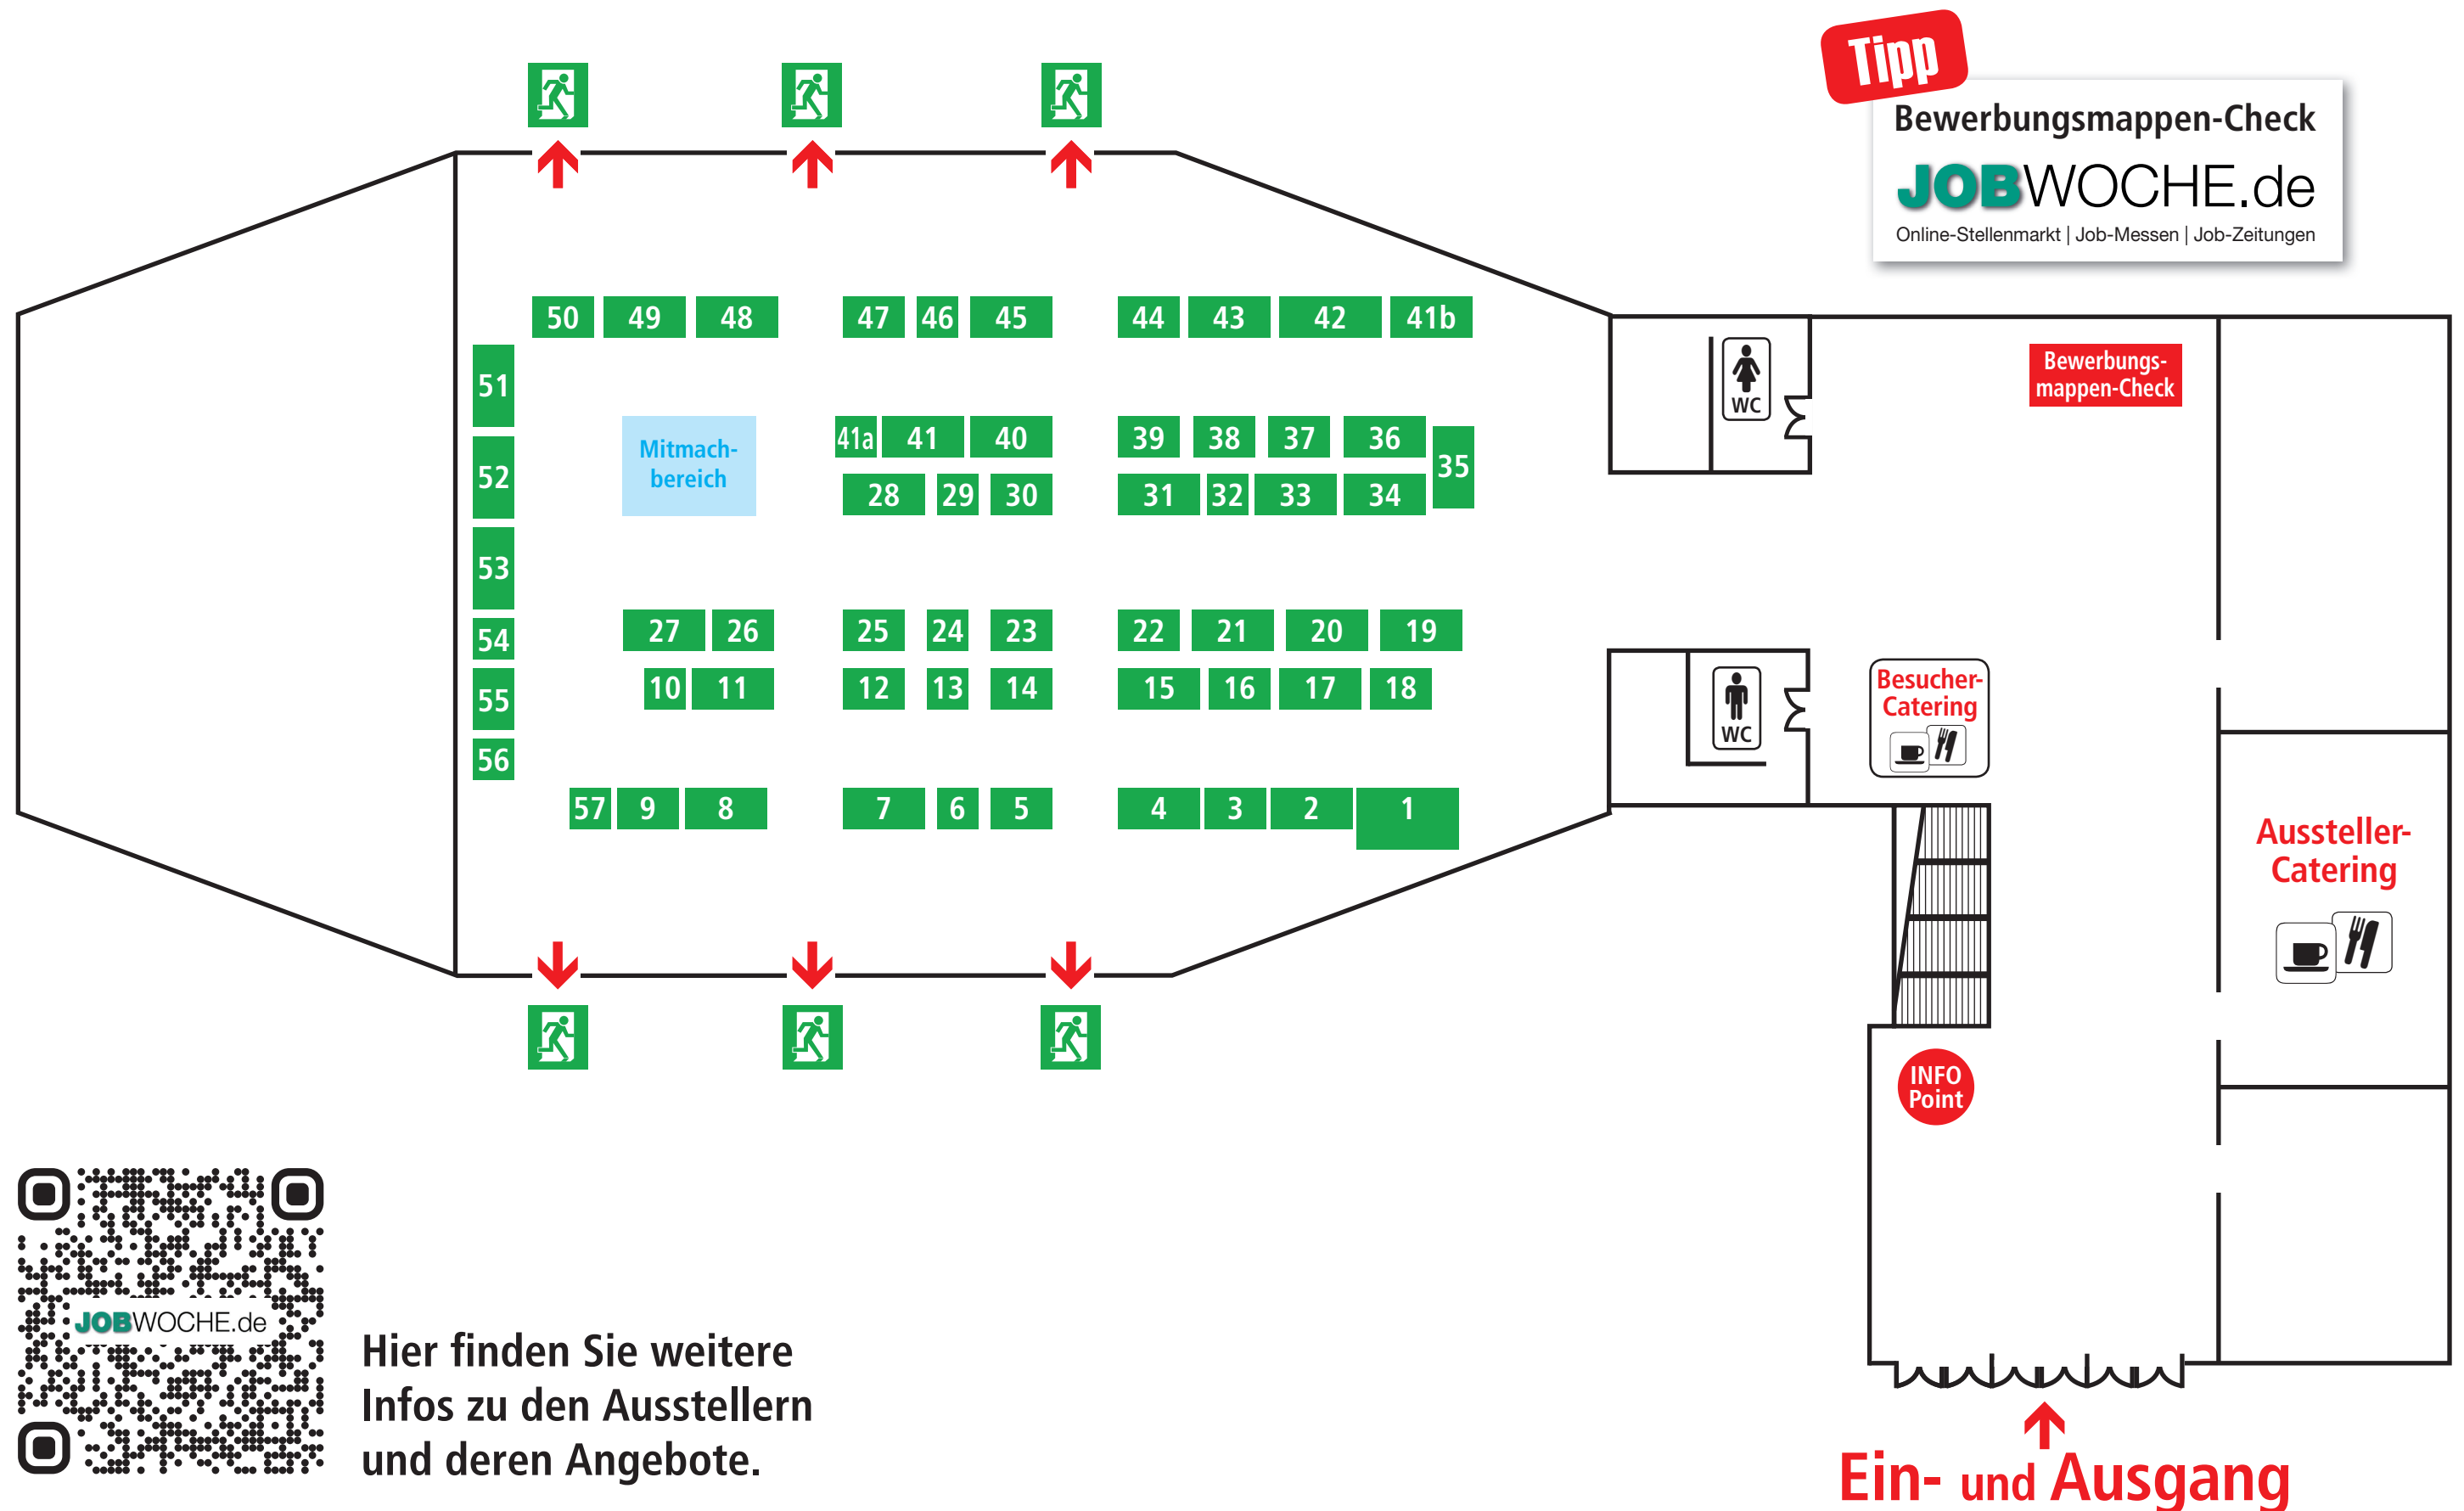 Tipp
Bewerbungsmappen-Check
JOBWOCHE.de
Online-Stellenmarkt | Job-Messen | Job-Zeitungen
50 49 48 47 46 45 44 43 42 41b
Bewerbungs-
mappen-Check
51
WC
41a 41 40 39 38 37 36
Mitmach-
bereich
35
52
28 29 30 31 32 33 34
53
27 26 25 24 23 22 21 20 19
54
10 11 12 13 14 15 16 17 18
55
WC
Besucher-
Catering
56
57 9 8 7 6 5 4 3 2 1
Aussteller-
Catering
INFO
Point
JOBWOCHE.de
Hier finden Sie weitere
Infos zu den Ausstellern
und deren Angebote.
Ein- und Ausgang